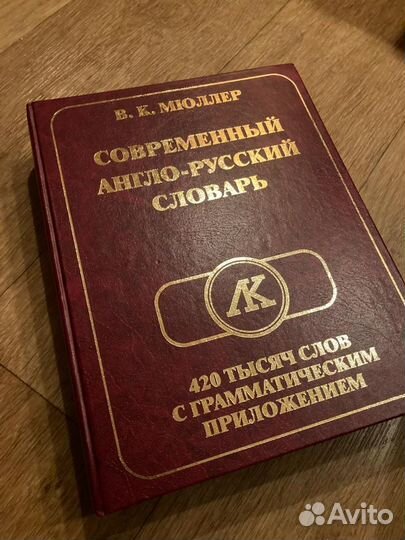 В. К. МЮЛЛЕР
СОВРЕМЕННЫЙ
АНГЛО-РУССКИЙ
СЛОВАРЬ
ЛК
420 ТЫСЯЧ СЛОВ
С ГРАММАТИЧЕСКИМ
ПРИЛОЖЕНИЕМ
Avito